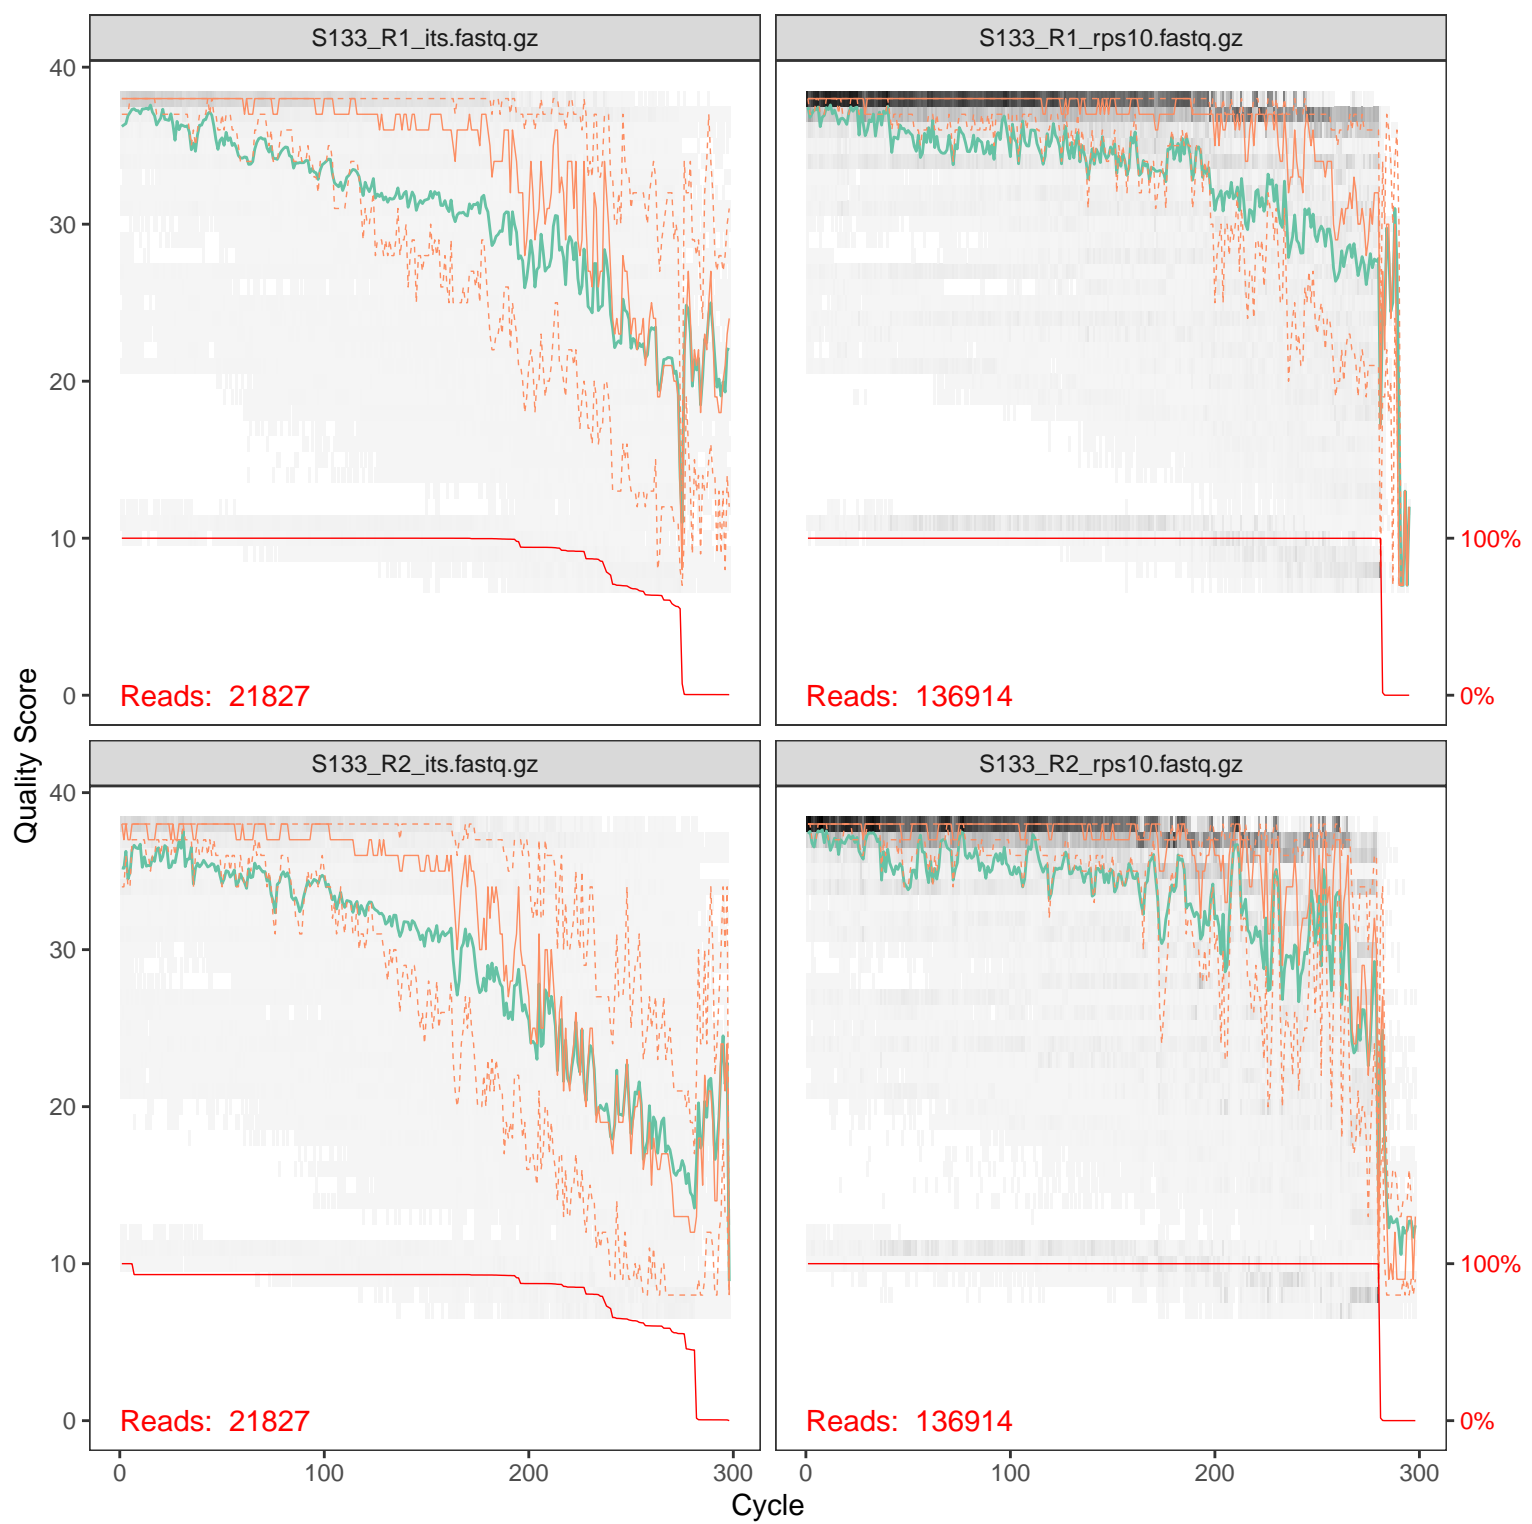 S133_R1_its.fastq.gz
S133_R1_rps10.fastq.gz
40
30
20
10
0
100%
0%
Reads: 21827
Reads: 136914
Quality Score
S133_R2_its.fastq.gz
S133_R2_rps10.fastq.gz
40
30
20
10
0
100%
0%
Reads: 21827
Reads: 136914
0 100 200 300
0 100 200 300
Cycle